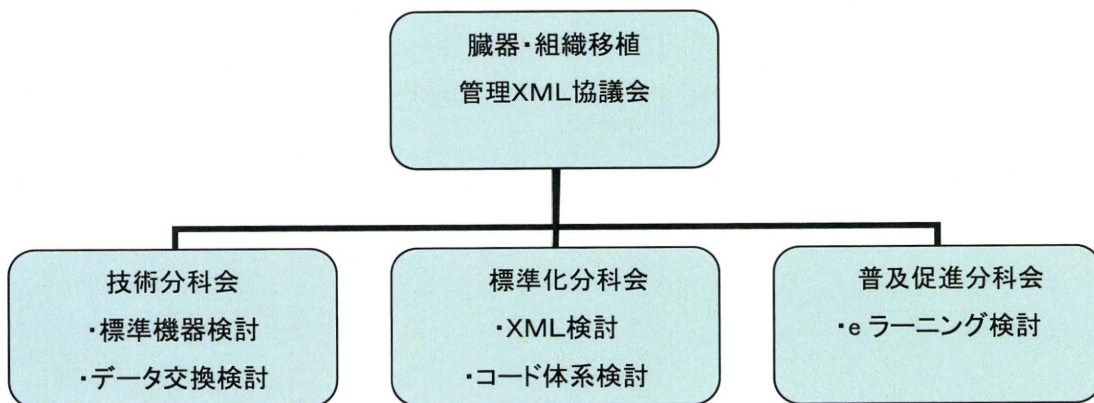 臓器・組織移植
管理XML協議会
技術分科会
・標準機器検討
・データ交換検討
標準化分科会
・XML検討
・コード体系検討
普及促進分科会
・eラーニング検討